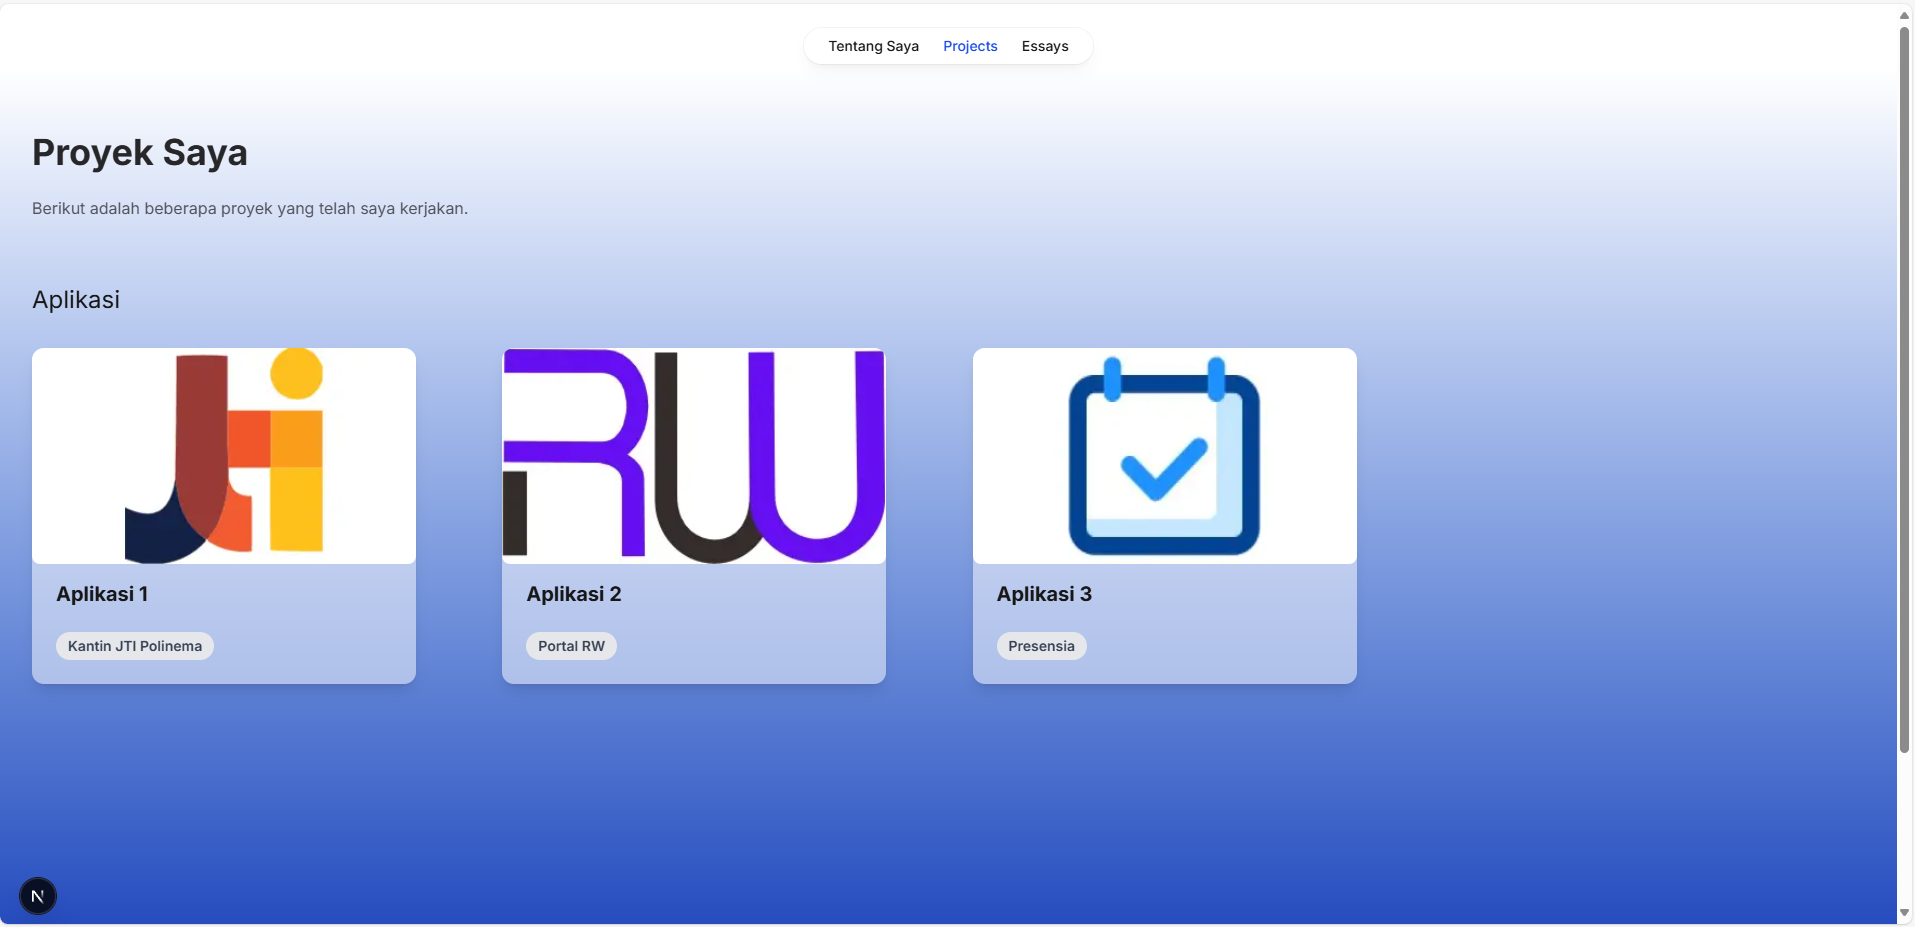 Tentang Saya Projects Essays
Proyek Saya
Berikut adalah beberapa proyek yang telah saya kerjakan.
Aplikasi
Jti
RW
Aplikasi 1
Aplikasi 2
Aplikasi 3
Kantin JTI Polinema
Portal RW
Presensia
N